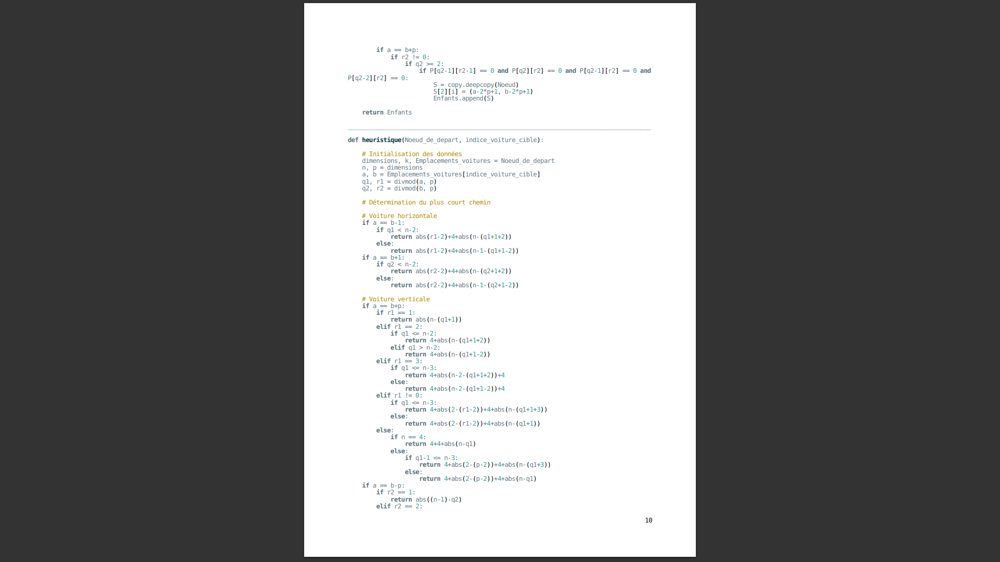 if a == b+p:
            if r2 != 0:
                if q2 >= 2:
                    if P[q2-1][r2-1] == 0 and P[q2][r2] == 0 and P[q2-1][r2] == 0 and
P[q2-2][r2] == 0:
                        S = copy.deepcopy(Noeud)
                        S[2][i] = (a-2*p+1, b-2*p+1)
                        Enfants.append(S)
    return Enfants
def heuristique(Noeud_de_depart, indice_voiture_cible):
    # Initialisation des données
    dimensions, k, Emplacements_voitures = Noeud_de_depart
    n, p = dimensions
    a, b = Emplacements_voitures[indice_voiture_cible]
    q1, r1 = divmod(a, p)
    q2, r2 = divmod(b, p)
    # Détermination du plus court chemin
    # Voiture horizontale
    if a == b-1:
        if q1 < n-2:
            return abs(r1-2)+4+abs(n-(q1+1+2))
        else:
            return abs(r1-2)+4+abs(n-1-(q1+1-2))
    if a == b+1:
        if q2 < n-2:
            return abs(r2-2)+4+abs(n-(q2+1+2))
        else:
            return abs(r2-2)+4+abs(n-1-(q2+1-2))
    # Voiture verticale
    if a == b+p:
        if r1 == 1:
            return abs(n-(q1+1))
        elif r1 == 2:
            if q1 <= n-2:
                return 4+abs(n-(q1+1+2))
            elif q1 > n-2:
                return 4+abs(n-(q1+1-2))
        elif r1 == 3:
            if q1 <= n-3:
                return 4+abs(n-2-(q1+1+2))+4
            else:
                return 4+abs(n-2-(q1+1-2))+4
        elif r1 != 0:
            if q1 <= n-3:
                return 4+abs(2-(r1-2))+4+abs(n-(q1+1+3))
            else:
                return 4+abs(2-(r1-2))+4+abs(n-(q1+1))
        else:
            if n == 4:
                return 4+4+abs(n-q1)
            else:
                if q1-1 <= n-3:
                    return 4+abs(2-(p-2))+4+abs(n-(q1+3))
                else:
                    return 4+abs(2-(p-2))+4+abs(n-q1)
    if a == b-p:
        if r2 == 1:
            return abs((n-1)-q2)
        elif r2 == 2:
10